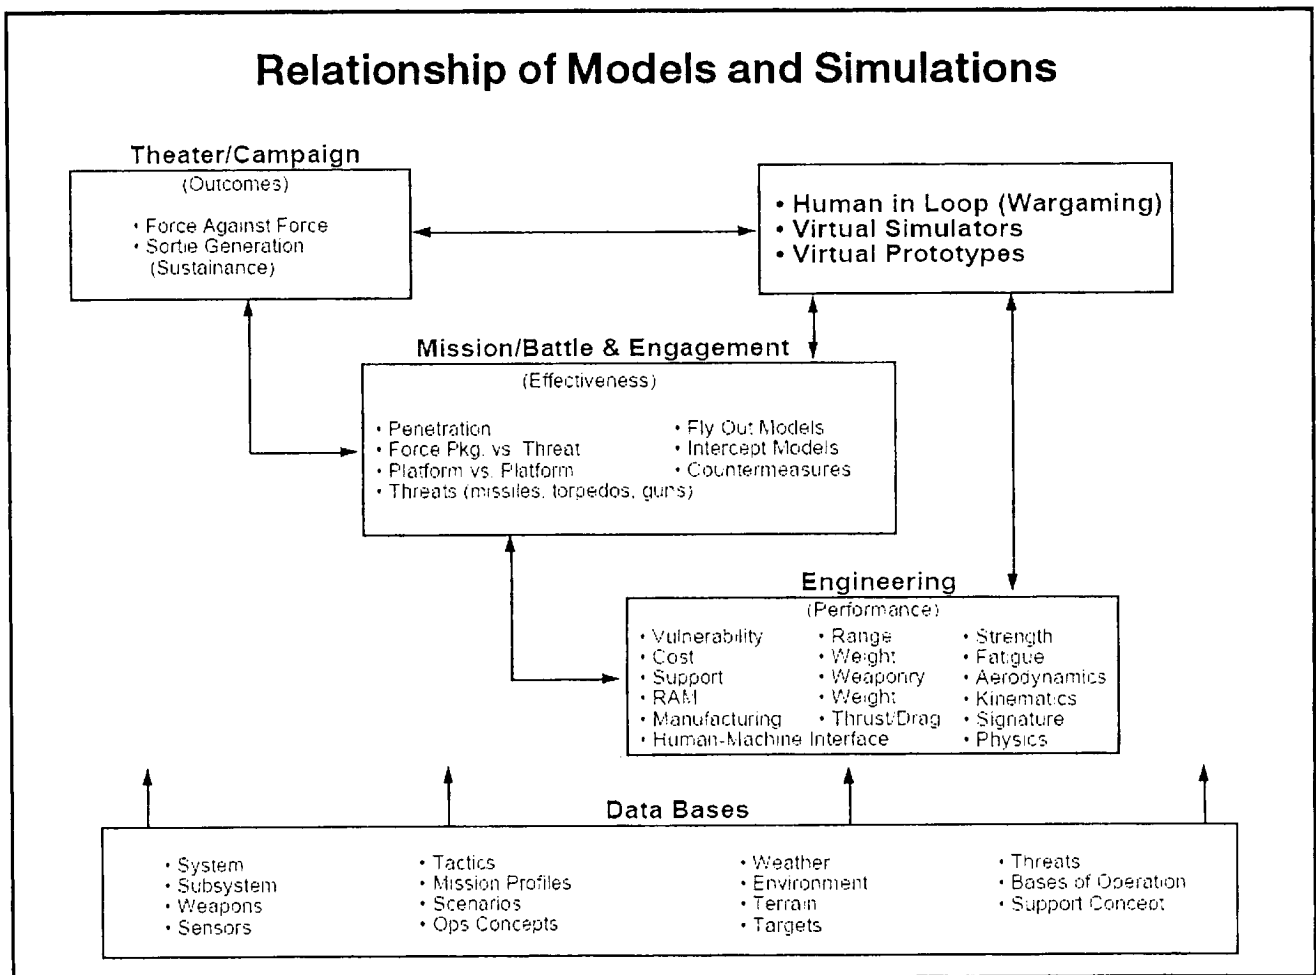 Relationship of Models and Simulations
Theater/Campaign
(Outcomes)
• Force Against Force
• Sortie Generation
(Sustainance)
• Human in Loop (Wargaming)
• Virtual Simulators
• Virtual Prototypes
Mission/Battle & Engagement
(Effectiveness)
• Penetration
• Force Pkg. vs. Threat
• Platform vs. Platform
• Threats (missiles, torpedos, guns)
• Fly Out Models
• Intercept Models
• Countermeasures
Engineering
(Performance)
• Vulnerability
• Cost
• Support
• RAM
• Manufacturing
• Human-Machine Interface
• Range
• Weight
• Weaponry
• Weight
• Thrust/Drag
• Strength
• Fatigue
• Aerodynamics
• Kinematics
• Signature
• Physics
Data Bases
• System
• Subsystem
• Weapons
• Sensors
• Tactics
• Mission Profiles
• Scenarios
• Ops Concepts
• Weather
• Environment
• Terrain
• Targets
• Threats
• Bases of Operation
• Support Concept